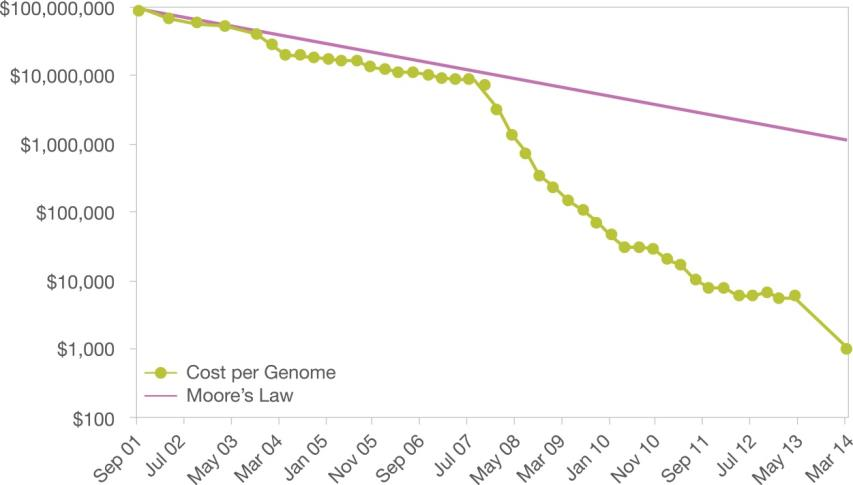 $100,000,000
$10,000,000
$1,000,000
$100,000
$10,000
$1,000
$100
Cost per Genome
Moore's Law
Sep 01
Jul 02
May 03
Mar 04
Jan 05
Nov 05
Sep 06
Jul 07
May 08
Mar 09
Jan 10
Nov 10
Sep 11
Jul 12
May 13
Mar 14